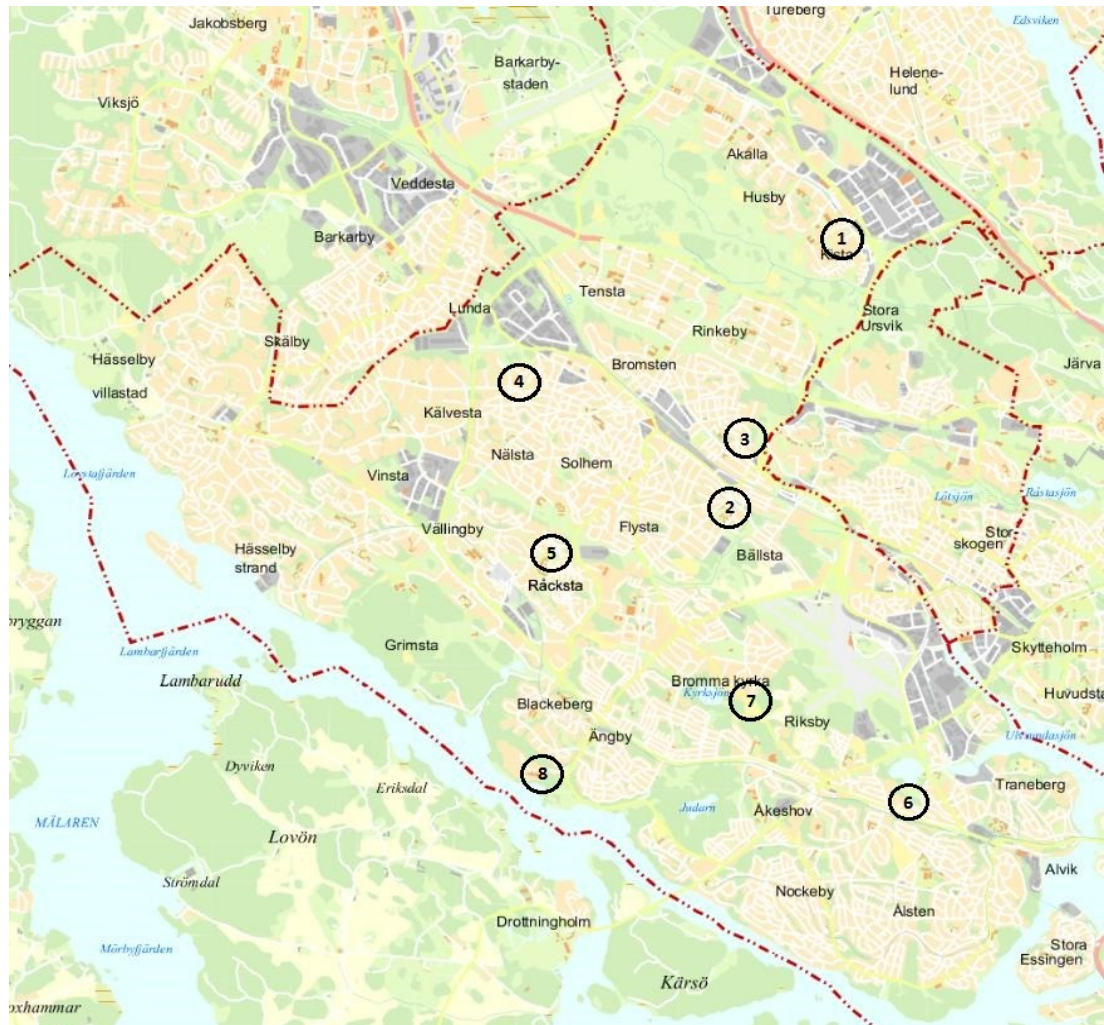 Tureberg
Edsviken
Jakobsberg
Barkarby-
staden
Helene-
lund
Viksjö
Akalla
Veddesta
Husby
Barkarby
1
Kista
Tensta
Lunda
Stora
Ursvik
Rinkeby
Skälby
Hässelby
villastad
Bromsten
Järva
4
Kälvesta
3
Nälsta
Solhem
Lövstafjärden
Vinsta
Lötsjön
Råstasjön
2
Vällingby
Flysta
Stor
skogen
Hässelby
strand
5
Bällsta
Råcksta
bryggan
Grimsta
Skytteholm
Lambarfjärden
Lambarudd
Bromma kyrka
Kyrksjön
Huvudsta
Blackeberg
7
Riksby
Ängby
Ulvsundasjön
Dyviken
8
Eriksdal
Traneberg
MÄLAREN
Lovön
Judarn
Åkeshov
6
Alvik
Strömdal
Nockeby
Ålsten
Drottningholm
Mörbyfjärden
Stora
Essingen
Kärsö
oxhammar